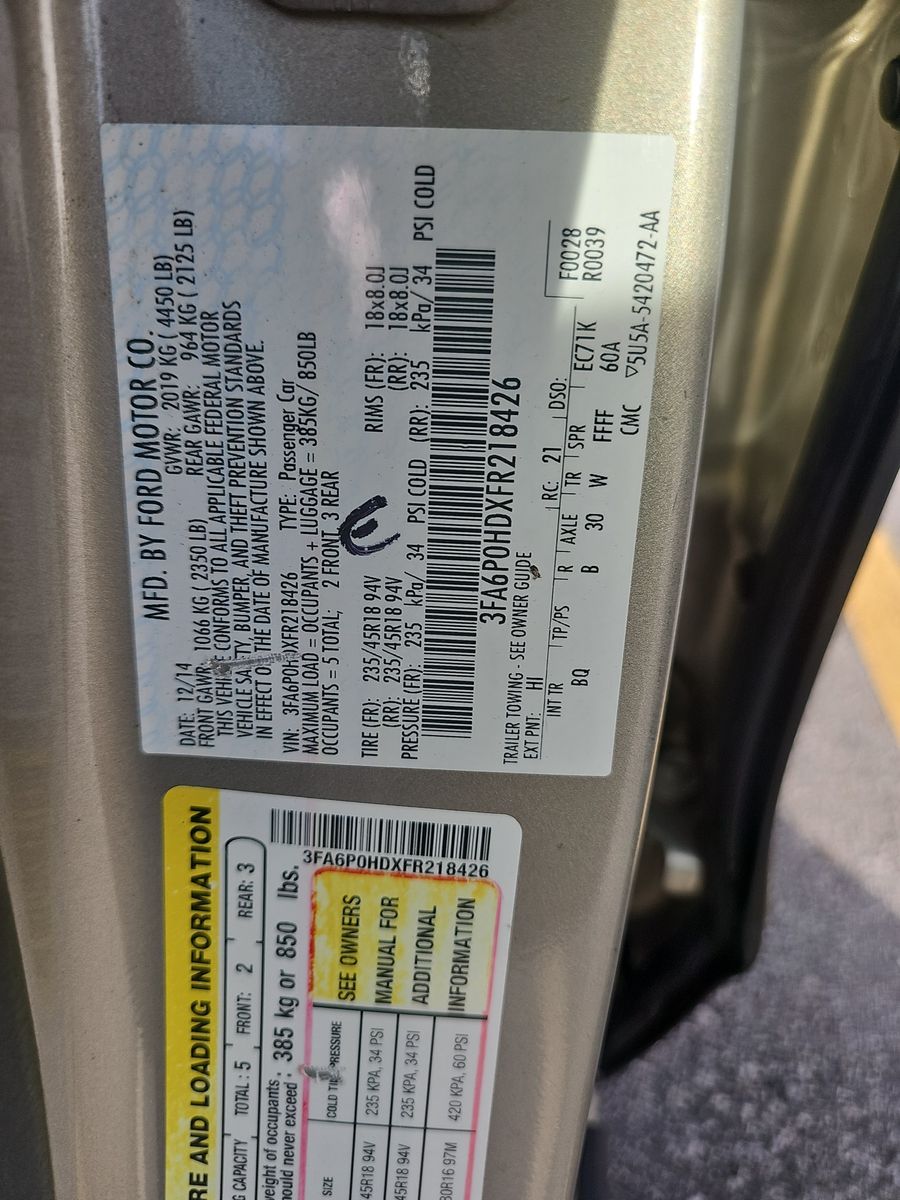 MFD. BY FORD MOTOR CO.
DATE: 12/14 GVWR: 2019 KG ( 4450 LB)
FRONT GAWR: 1066 KG ( 2350 LB) REAR GAWR: 964 KG ( 2125 LB)
THIS VEHICLE CONFORMS TO ALL APPLICABLE FEDERAL MOTOR
VEHICLE SAFETY, BUMPER, AND THEFT PREVENTION STANDARDS
IN EFFECT ON THE DATE OF MANUFACTURE SHOWN ABOVE.
VIN: 3FA6P0HDXFR218426 TYPE: Passenger Car
MAXIMUM LOAD = OCCUPANTS + LUGGAGE = 385KG/ 850LB
OCCUPANTS = 5 TOTAL; 2 FRONT, 3 REAR
TIRE (FR): 235/45R18 94V RIMS (FR): 18x8.0J
(RR): 235/45R18 94V (RR): 18x8.0J
PRESSURE (FR): 235 kPa/ 34 PSI COLD (RR): 235 kPa/ 34 PSI COLD
3FA6P0HDXFR218426
TRAILER TOWING - SEE OWNER GUIDE
EXT PNT: HI RC: 21 DSO: F0028
R0039
INT TR TP/PS R AXLE TR SPR EC71K
BQ B 30 W FFFF 60A
CMC ▽5U5A-5420472-AA
RE AND LOADING INFORMATION
G CAPACITY TOTAL: 5 FRONT: 2 REAR: 3
weight of occupants
hould never exceed : 385 kg or 850 lbs.
3FA6P0HDXFR218426
SIZE COLD TIRE PRESSURE SEE OWNERS
45R18 94V 235 KPA, 34 PSI MANUAL FOR
45R18 94V 235 KPA, 34 PSI ADDITIONAL
80R16 97M 420 KPA, 60 PSI INFORMATION